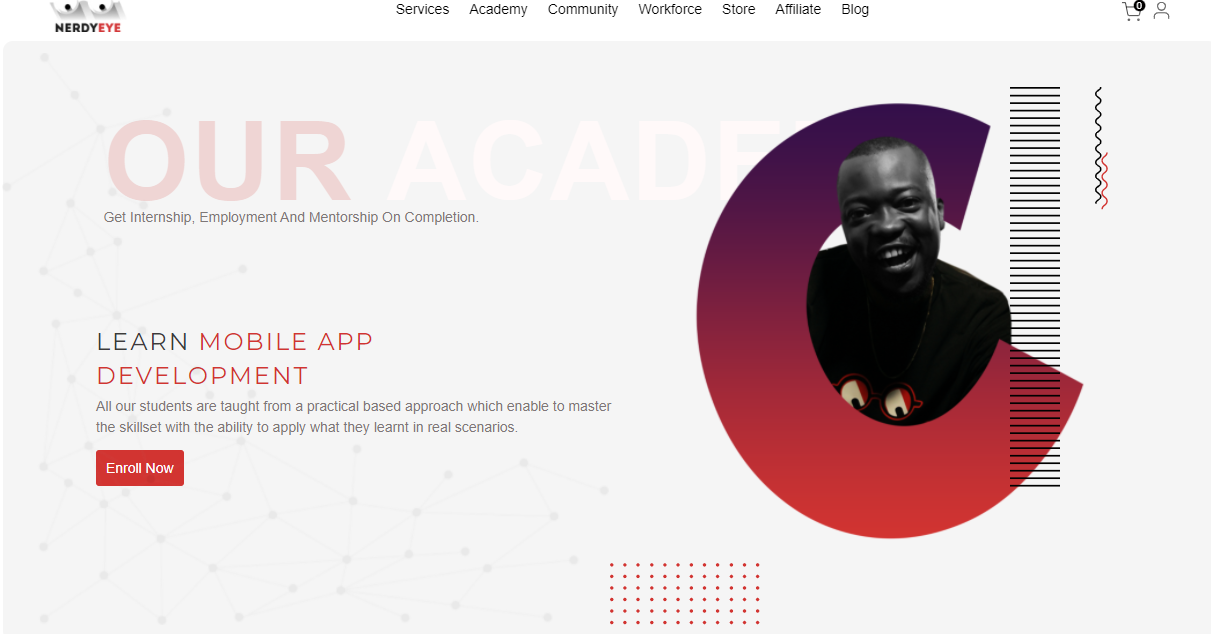 NERDYEYE
Services Academy Community Workforce Store Affiliate Blog
0
OUR ACADE
Get Internship, Employment And Mentorship On Completion.
LEARN MOBILE APP
DEVELOPMENT
All our students are taught from a practical based approach which enable to master
the skillset with the ability to apply what they learnt in real scenarios.
Enroll Now